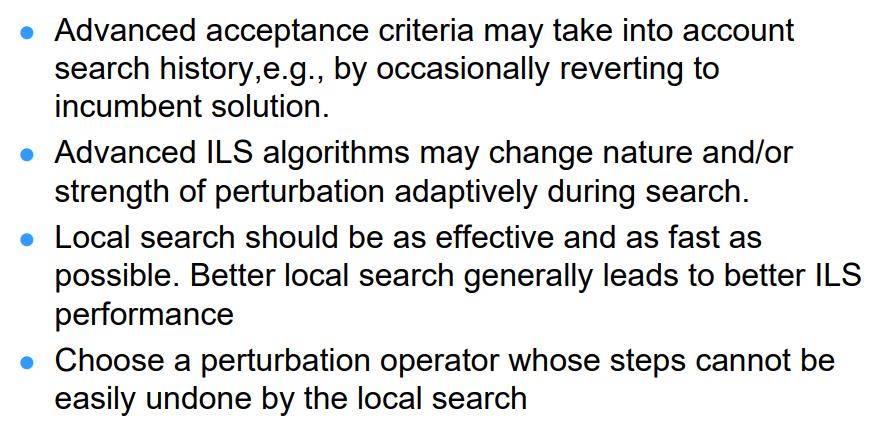 ● Advanced acceptance criteria may take into account
search history,e.g., by occasionally reverting to
incumbent solution.
● Advanced ILS algorithms may change nature and/or
strength of perturbation adaptively during search.
● Local search should be as effective and as fast as
possible. Better local search generally leads to better ILS
performance
● Choose a perturbation operator whose steps cannot be
easily undone by the local search